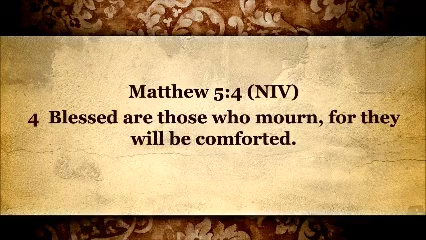 Matthew 5:4 (NIV)
4 Blessed are those who mourn, for they
will be comforted.